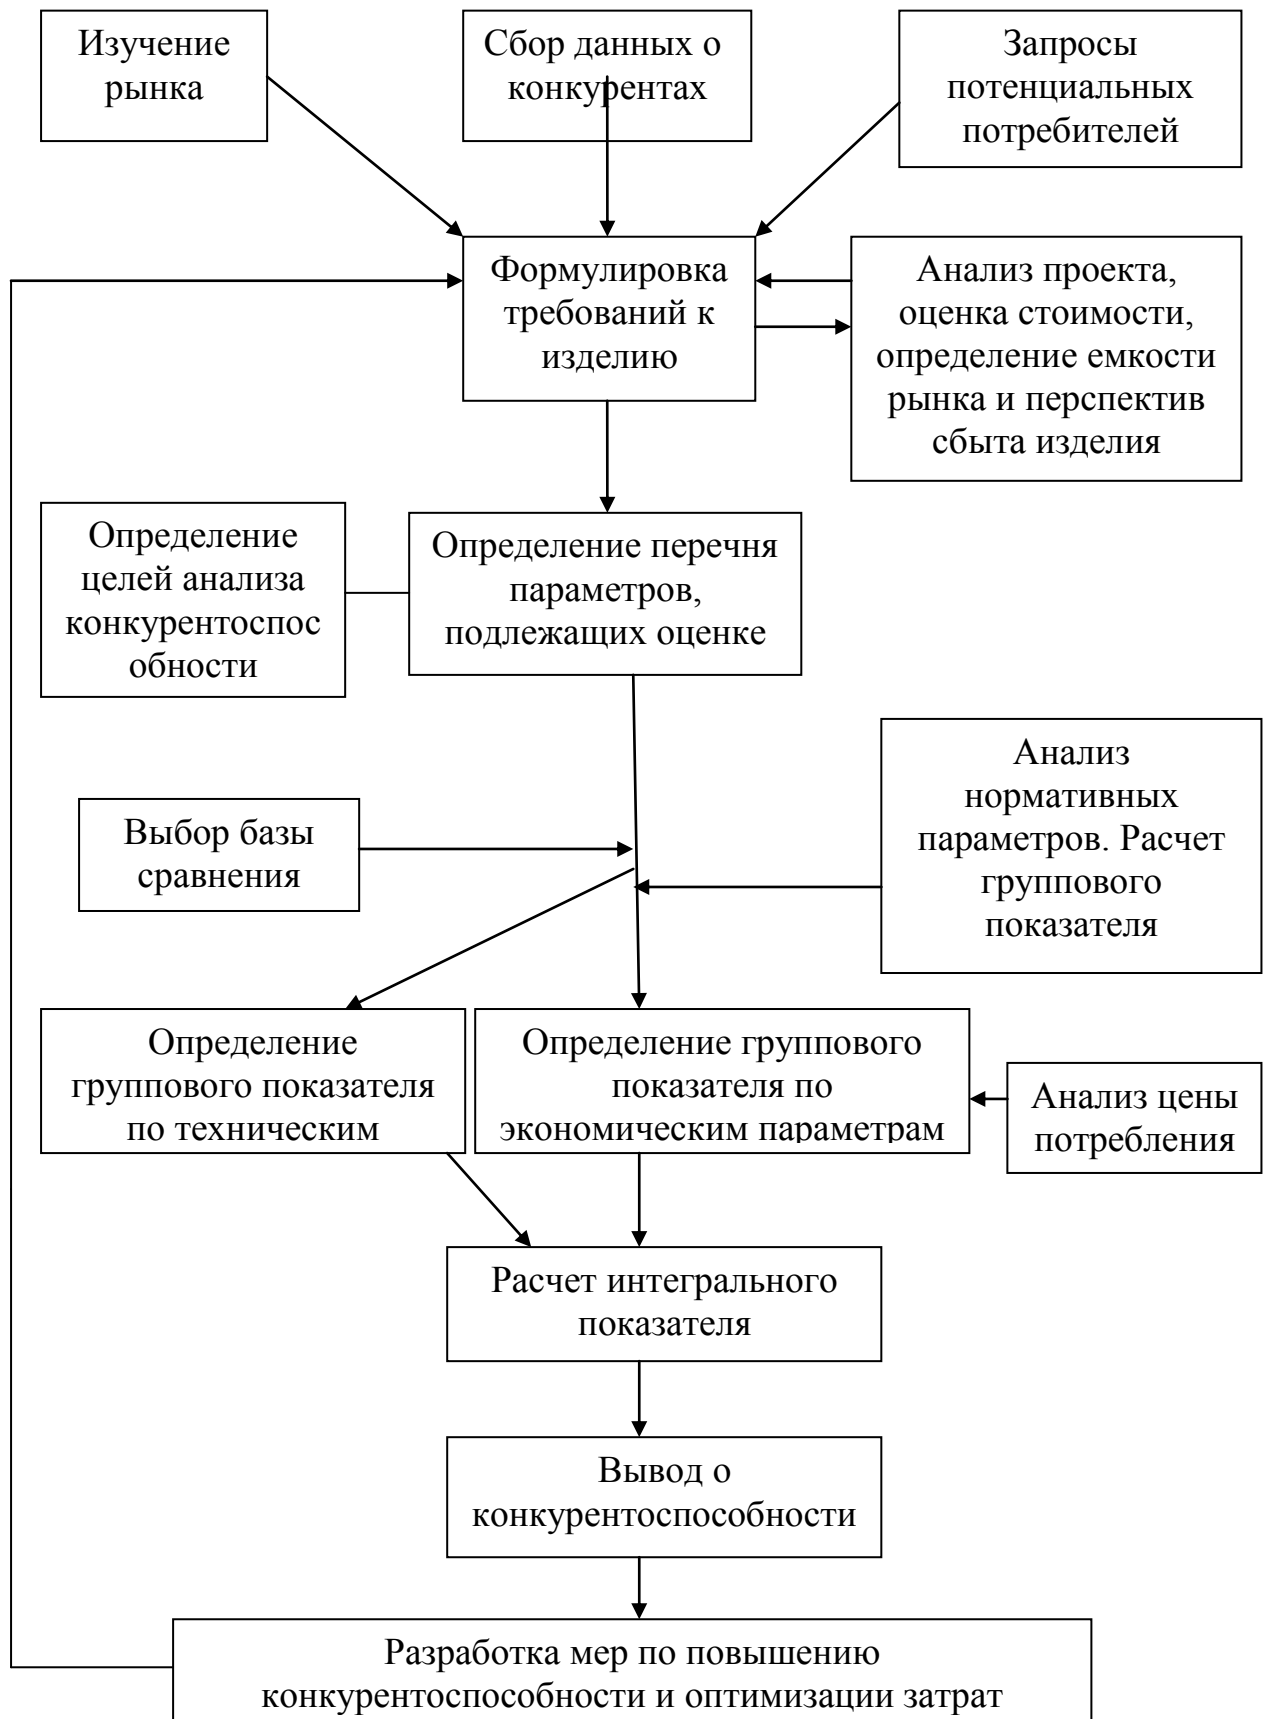 Изучение
рынка
Сбор данных о
конкурентах
Запросы
потенциальных
потребителей
Формулировка
требований к
изделию
Анализ проекта,
оценка стоимости,
определение емкости
рынка и перспектив
сбыта изделия
Определение
целей анализа
конкурентоспос
обности
Определение перечня
параметров,
подлежащих оценке
Выбор базы
сравнения
Анализ
нормативных
параметров. Расчет
группового
показателя
Определение
группового показателя
по техническим
Определение группового
показателя по
экономическим параметрам
Анализ цены
потребления
Расчет интегрального
показателя
Вывод о
конкурентоспособности
Разработка мер по повышению
конкурентоспособности и оптимизации затрат